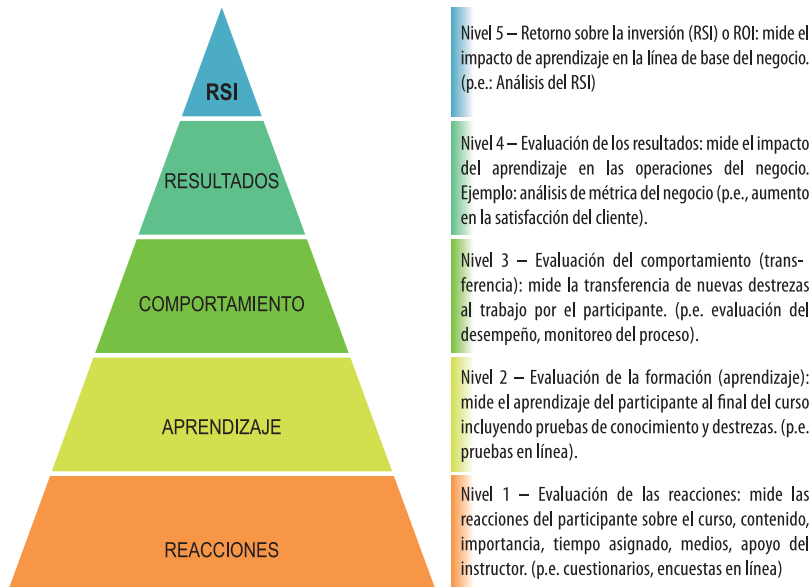 RSI
Nivel 5 – Retorno sobre la inversión (RSI) o ROI: mide el
impacto de aprendizaje en la línea de base del negocio.
(p.e.: Análisis del RSI)
RESULTADOS
Nivel 4 – Evaluación de los resultados: mide el impacto
del aprendizaje en las operaciones del negocio.
Ejemplo: análisis de métrica del negocio (p.e., aumento
en la satisfacción del cliente).
COMPORTAMIENTO
Nivel 3 – Evaluación del comportamiento (trans-
ferencia): mide la transferencia de nuevas destrezas
al trabajo por el participante. (p.e. evaluación del
desempeño, monitoreo del proceso).
APRENDIZAJE
Nivel 2 – Evaluación de la formación (aprendizaje):
mide el aprendizaje del participante al final del curso
incluyendo pruebas de conocimiento y destrezas. (p.e.
pruebas en línea).
REACCIONES
Nivel 1 – Evaluación de las reacciones: mide las
reacciones del participante sobre el curso, contenido,
importancia, tiempo asignado, medios, apoyo del
instructor. (p.e. cuestionarios, encuestas en línea)